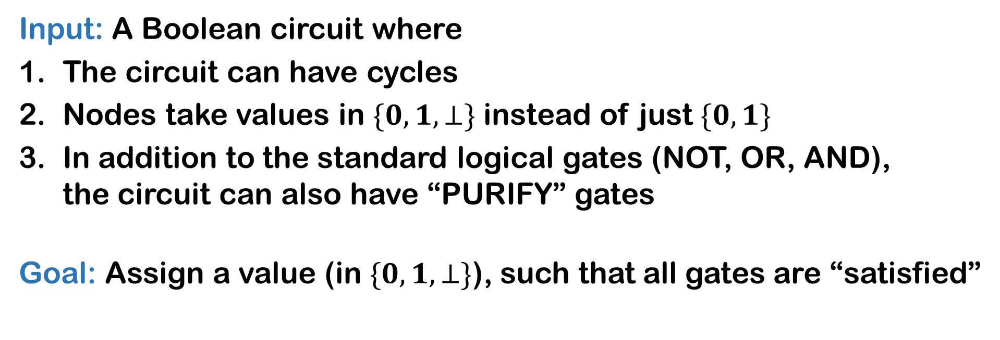 Input: A Boolean circuit where
1. The circuit can have cycles
2. Nodes take values in {0, 1, ⊥} instead of just {0, 1}
3. In addition to the standard logical gates (NOT, OR, AND),
the circuit can also have “PURIFY” gates
Goal: Assign a value (in {0, 1, ⊥}), such that all gates are “satisfied”